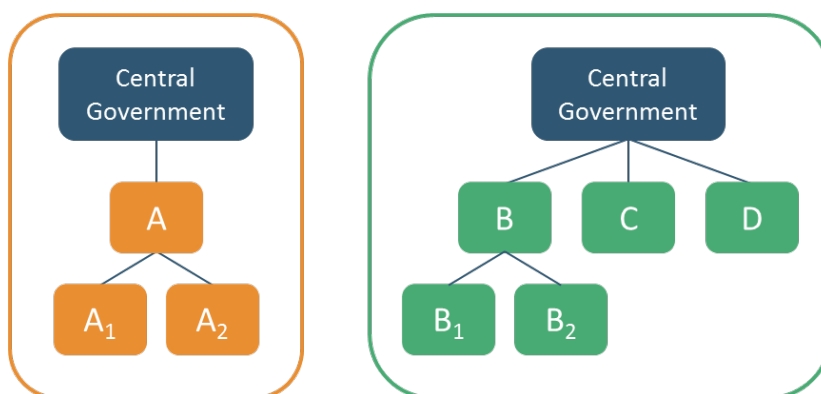 Central
Government
A
A₁
A₂
Central
Government
B
C
D
B₁
B₂